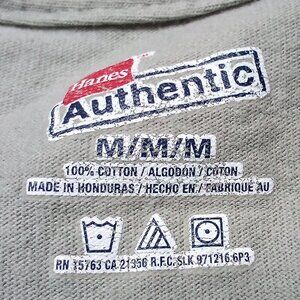 Hanes
Authentic
M/M/M
100% COTTON / ALGODON / COTON
MADE IN HONDURAS / HECHO EN / FABRIQUE AU
RN 15763 CA 21356 R.F.C. SLK 971216 6P3